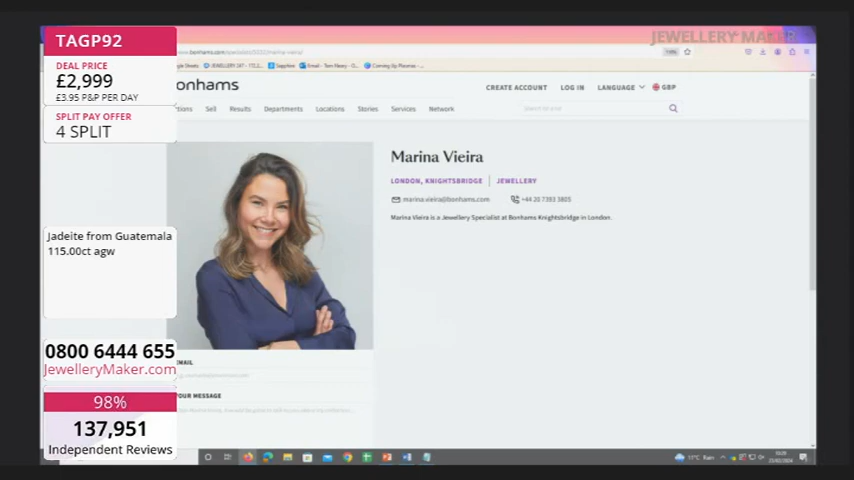 TAGP92
DEAL PRICE
£2,999
£3.95 P&P PER DAY
SPLIT PAY OFFER
4 SPLIT
Jadeite from Guatemala
115.00ct agw
0800 6444 655
JewelleryMaker.com
98%
137,951
Independent Reviews
JEWELLERY MAKER
onhams
CREATE ACCOUNT LOG IN LANGUAGE GBP
ctions Sell Results Departments Locations Stories Services Network
Marina Vieira
LONDON, KNIGHTSBRIDGE JEWELLERY
marina.vieira@bonhams.com +44 20 7393 3805
Marina Vieira is a Jewellery Specialist at Bonhams Knightsbridge in London.
EMAIL
YOUR MESSAGE
11°C Rain